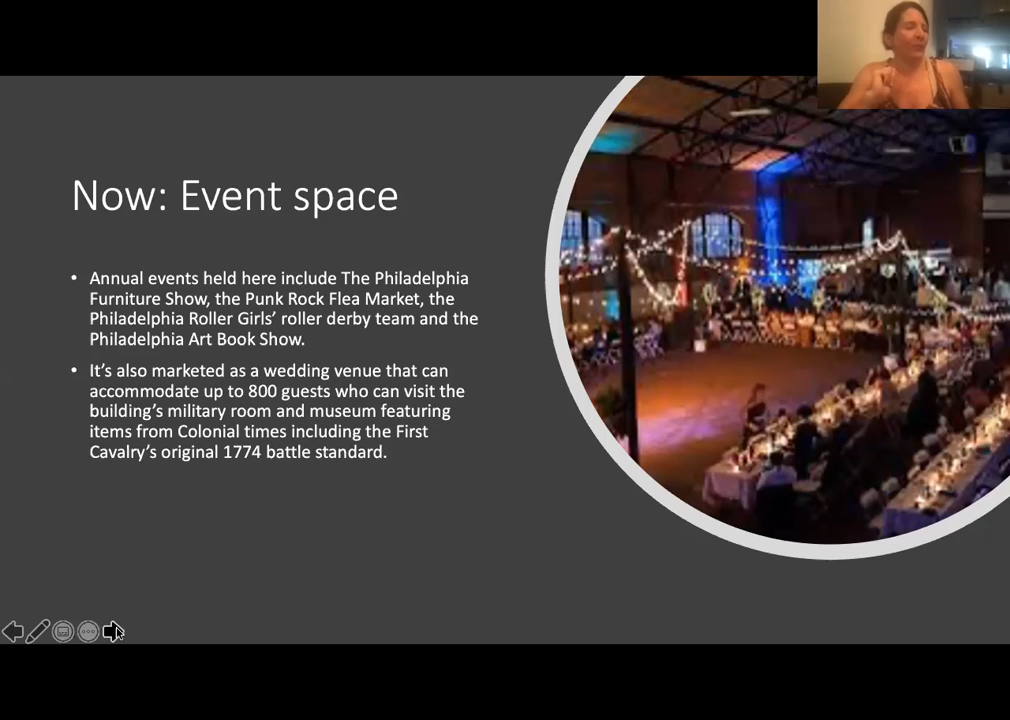 Now: Event space
• Annual events held here include The Philadelphia
Furniture Show, the Punk Rock Flea Market, the
Philadelphia Roller Girls’ roller derby team and the
Philadelphia Art Book Show.
• It’s also marketed as a wedding venue that can
accommodate up to 800 guests who can visit the
building’s military room and museum featuring
items from Colonial times including the First
Cavalry’s original 1774 battle standard.